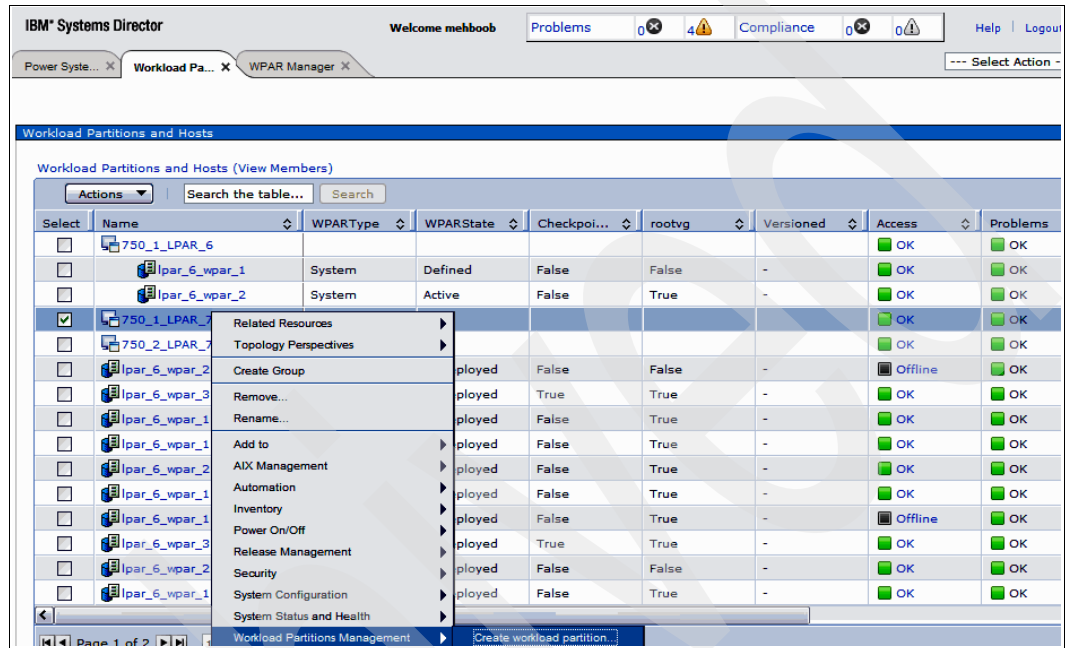 IBM® Systems Director Welcome mehboob Problems 0 4 Compliance 0 0 Help Logout
Power Syste... X Workload Pa... X WPAR Manager X --- Select Action -
Workload Partitions and Hosts
Workload Partitions and Hosts (View Members)
Actions Search the table... Search
Select Name WPARType WPARState Checkpoi... rootvg Versioned Access Problems
750_1_LPAR_6 OK OK
lpar_6_wpar_1 System Defined False False - OK OK
lpar_6_wpar_2 System Active False True - OK OK
750_1_LPAR_7 Related Resources OK OK
750_2_LPAR_7 Topology Perspectives OK OK
lpar_6_wpar_2 Create Group ployed False False - Offline OK
lpar_6_wpar_3 Remove... ployed True True - OK OK
lpar_6_wpar_1 Rename... ployed False True - OK OK
lpar_6_wpar_1 Add to ployed False True - OK OK
lpar_6_wpar_2 AIX Management ployed False True - OK OK
lpar_6_wpar_1 Automation ployed False True - OK OK
Inventory
lpar_6_wpar_1 Power On/Off ployed False True - Offline OK
lpar_6_wpar_3 Release Management ployed True True - OK OK
lpar_6_wpar_2 Security ployed False False - OK OK
lpar_6_wpar_1 System Configuration ployed False True - OK OK
System Status and Health
Page 1 of 2 Workload Partitions Management Create workload partition...